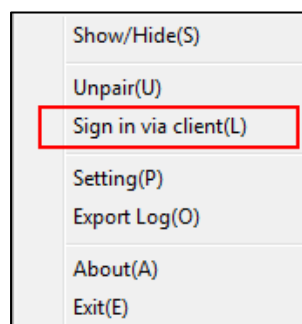 Show/Hide(S)
Unpair(U)
Sign in via client(L)
Setting(P)
Export Log(O)
About(A)
Exit(E)